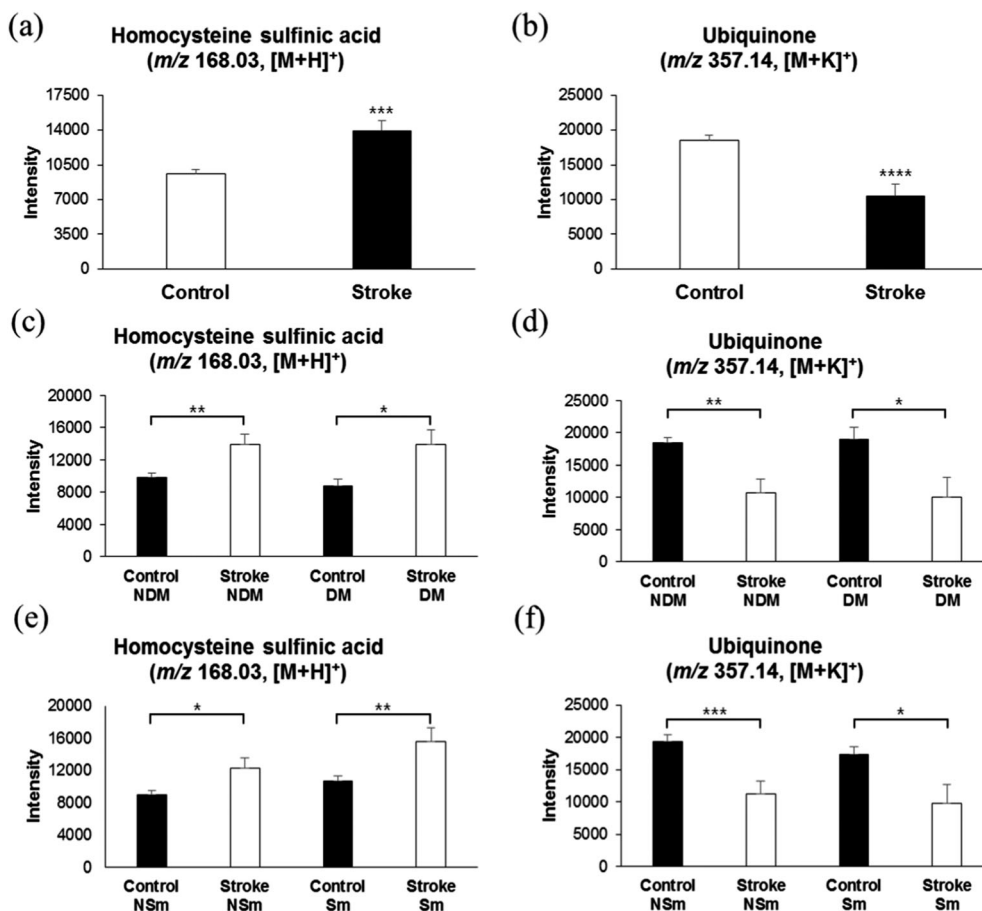 (a)
Homocysteine sulfinic acid
(m/z 168.03, [M+H]⁺)
Intensity
17500
14000
10500
7000
3500
0
***
Control
Stroke
(b)
Ubiquinone
(m/z 357.14, [M+K]⁺)
Intensity
25000
20000
15000
10000
5000
0
****
Control
Stroke
(c)
Homocysteine sulfinic acid
(m/z 168.03, [M+H]⁺)
Intensity
20000
16000
12000
8000
4000
0
**
*
Control NDM
Stroke NDM
Control DM
Stroke DM
(d)
Ubiquinone
(m/z 357.14, [M+K]⁺)
Intensity
25000
20000
15000
10000
5000
0
**
*
Control NDM
Stroke NDM
Control DM
Stroke DM
(e)
Homocysteine sulfinic acid
(m/z 168.03, [M+H]⁺)
Intensity
20000
16000
12000
8000
4000
0
*
**
Control NSm
Stroke NSm
Control Sm
Stroke Sm
(f)
Ubiquinone
(m/z 357.14, [M+K]⁺)
Intensity
25000
20000
15000
10000
5000
0
***
*
Control NSm
Stroke NSm
Control Sm
Stroke Sm